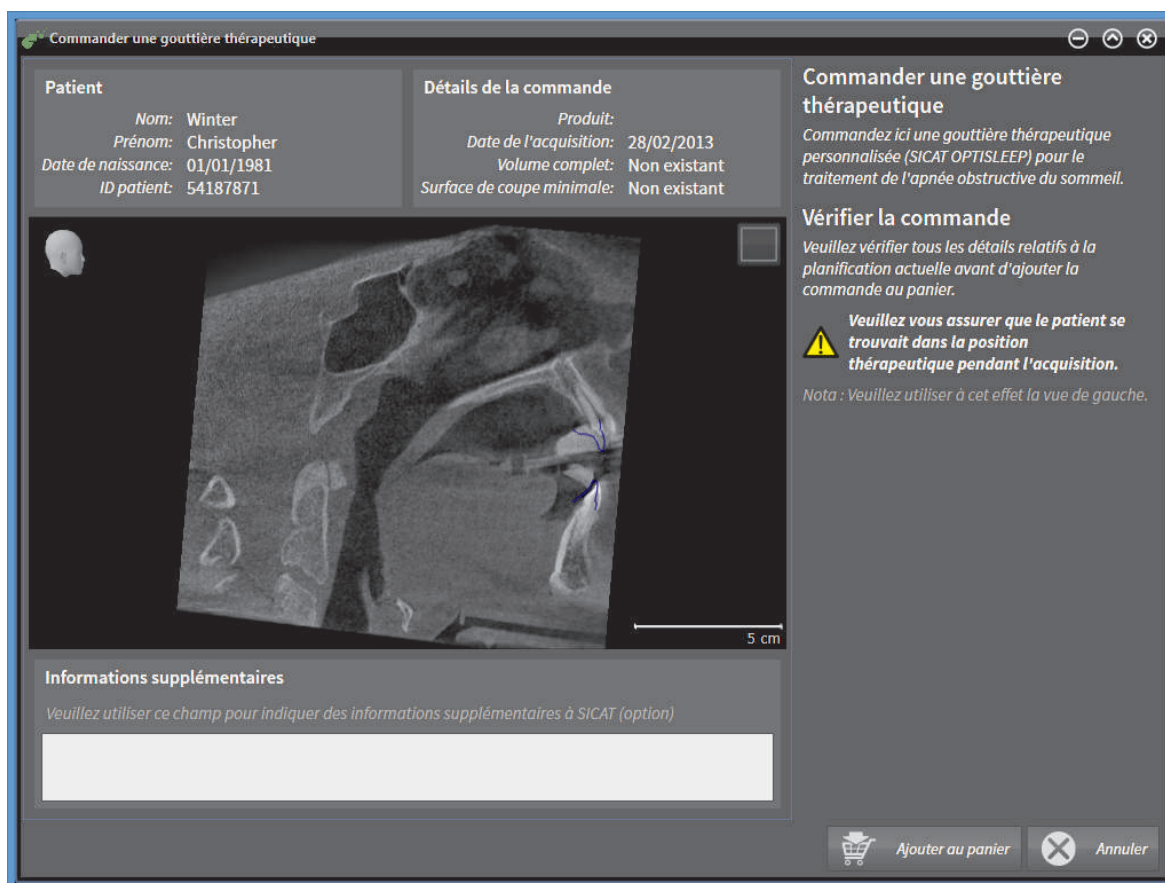 Commander une gouttière thérapeutique
Patient
Nom: Winter
Prénom: Christopher
Date de naissance: 01/01/1981
ID patient: 54187871
Détails de la commande
Produit:
Date de l'acquisition: 28/02/2013
Volume complet: Non existant
Surface de coupe minimale: Non existant
5 cm
Informations supplémentaires
Veuillez utiliser ce champ pour indiquer des informations supplémentaires à SICAT (option)
Commander une gouttière
thérapeutique
Commandez ici une gouttière thérapeutique
personnalisée (SICAT OPTISLEEP) pour le
traitement de l'apnée obstructive du sommeil.
Vérifier la commande
Veuillez vérifier tous les détails relatifs à la
planification actuelle avant d'ajouter la
commande au panier.
Veuillez vous assurer que le patient se
trouvait dans la position
thérapeutique pendant l'acquisition.
Nota : Veuillez utiliser à cet effet la vue de gauche.
Ajouter au panier
Annuler